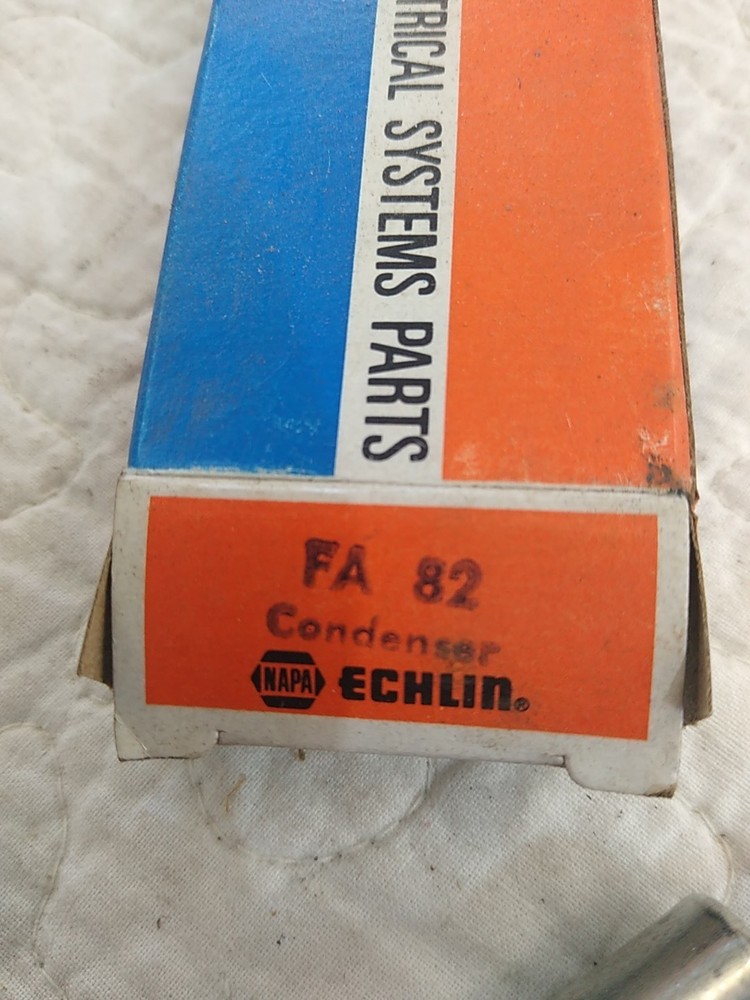 TRICAL SYSTEMS PARTS
FA 82
Condenser
NAPA ECHLIN®